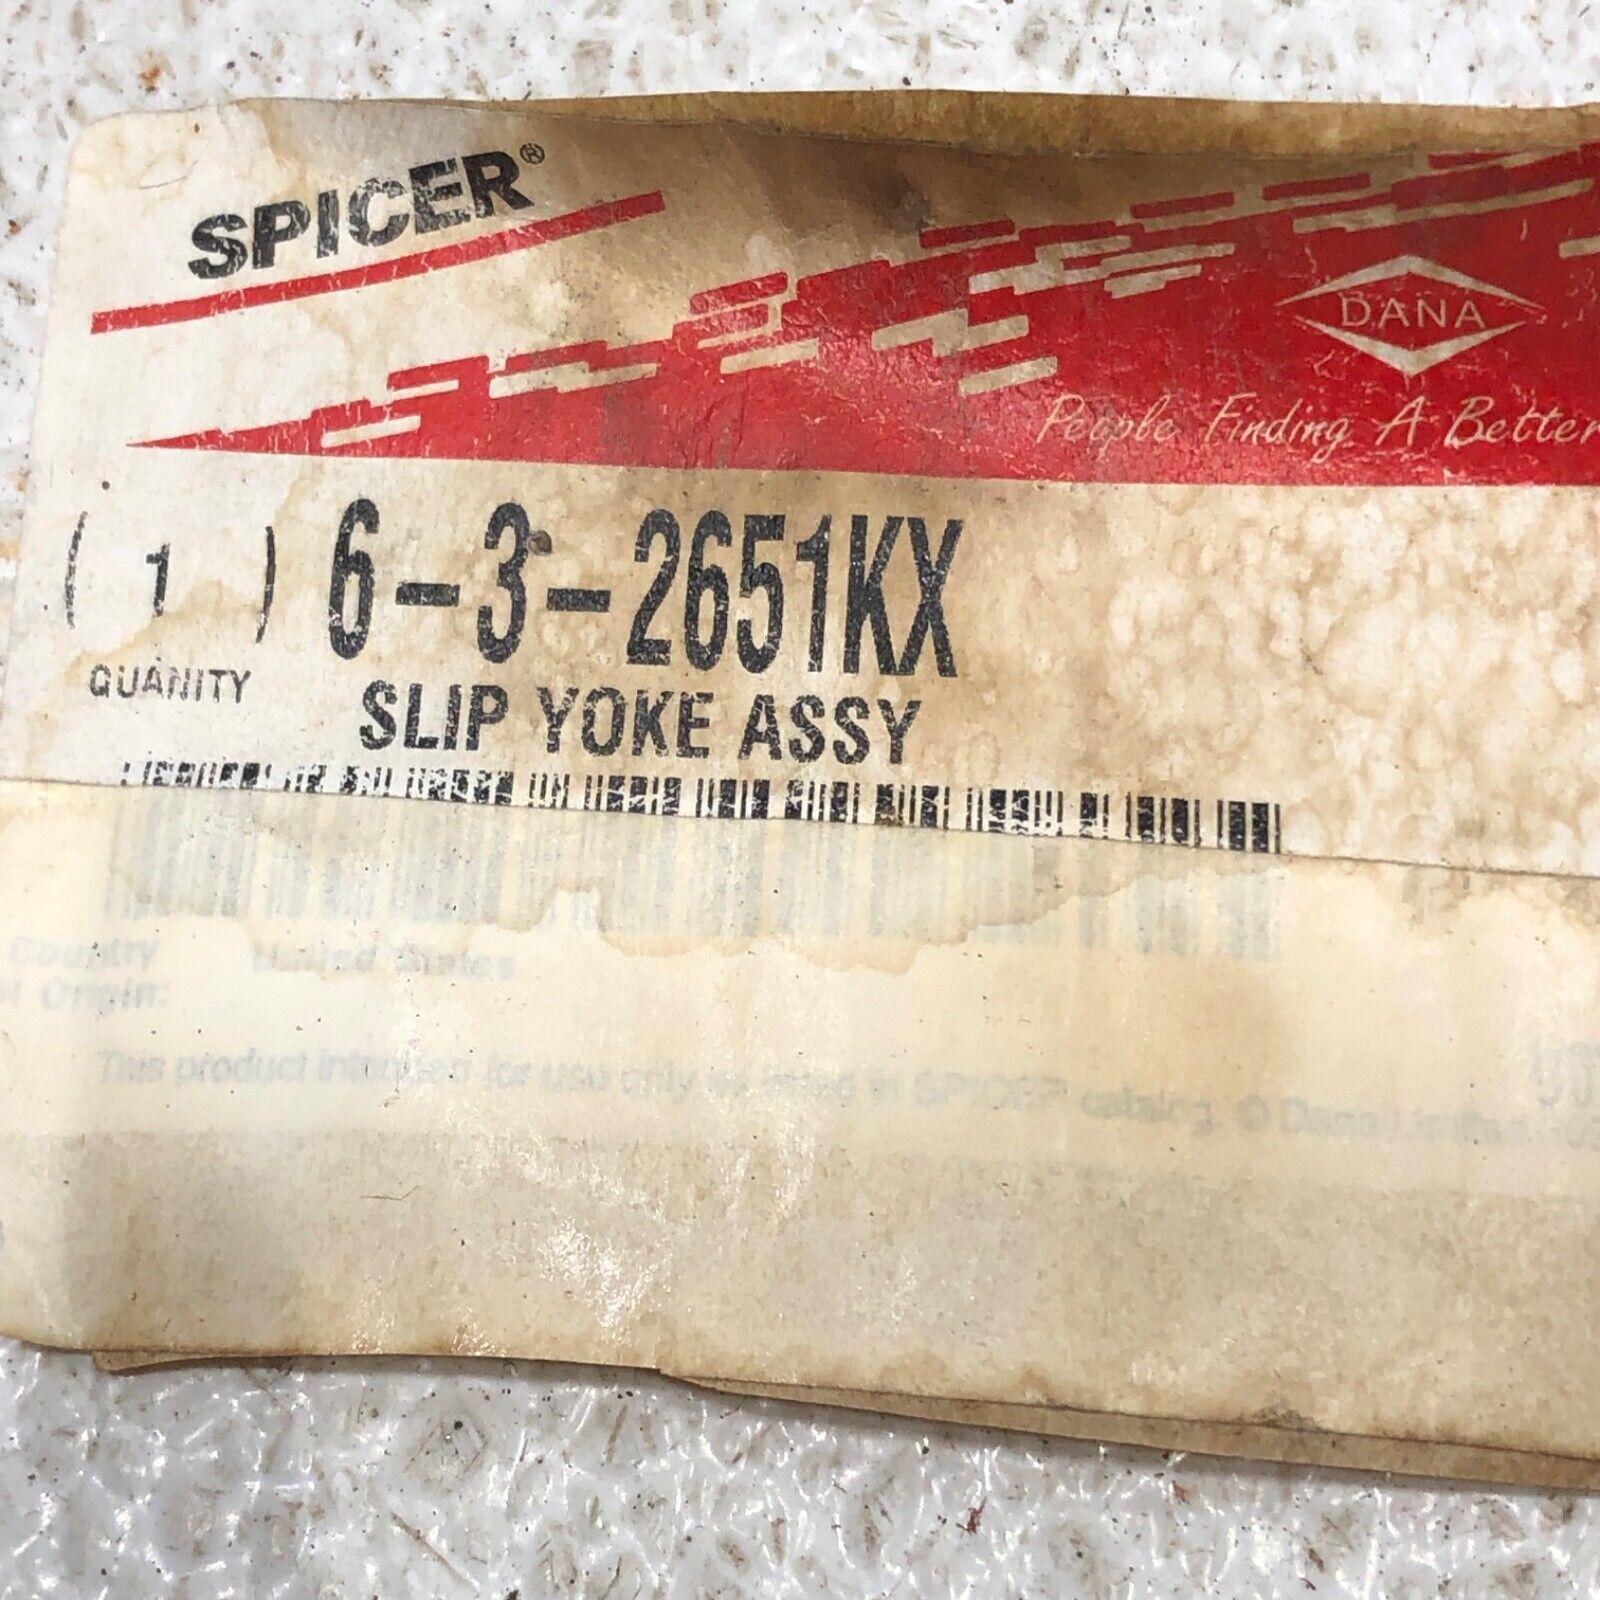 SPICER®
DANA
People Finding A Better
( 1 ) 6-3-2651KX
QUANITY
SLIP YOKE ASSY
Country United States
of Origin:
This product intended for use only as listed in SPICER catalog. © Dana